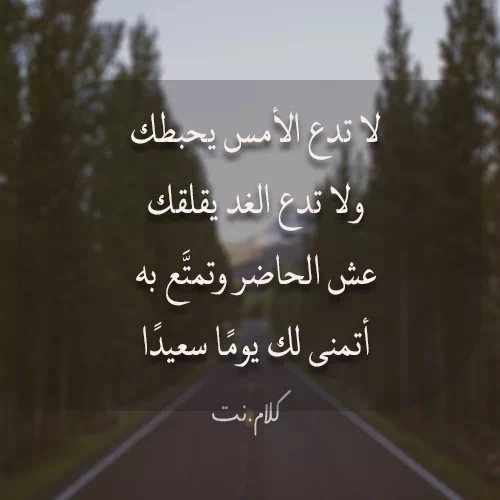 لا تدع الأمس يحبطك
ولا تدع الغد يقلقك
عش الحاضر وتمتَّع به
أتمنى لك يومًا سعيدًا
كلام.نت